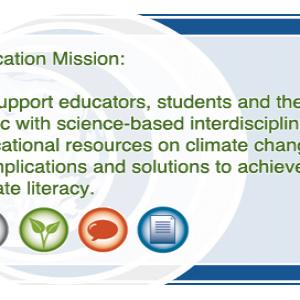 cation Mission:
upport educators, students and the
c with science-based interdisciplin
cational resources on climate chang
nplications and solutions to achieve
ate literacy.